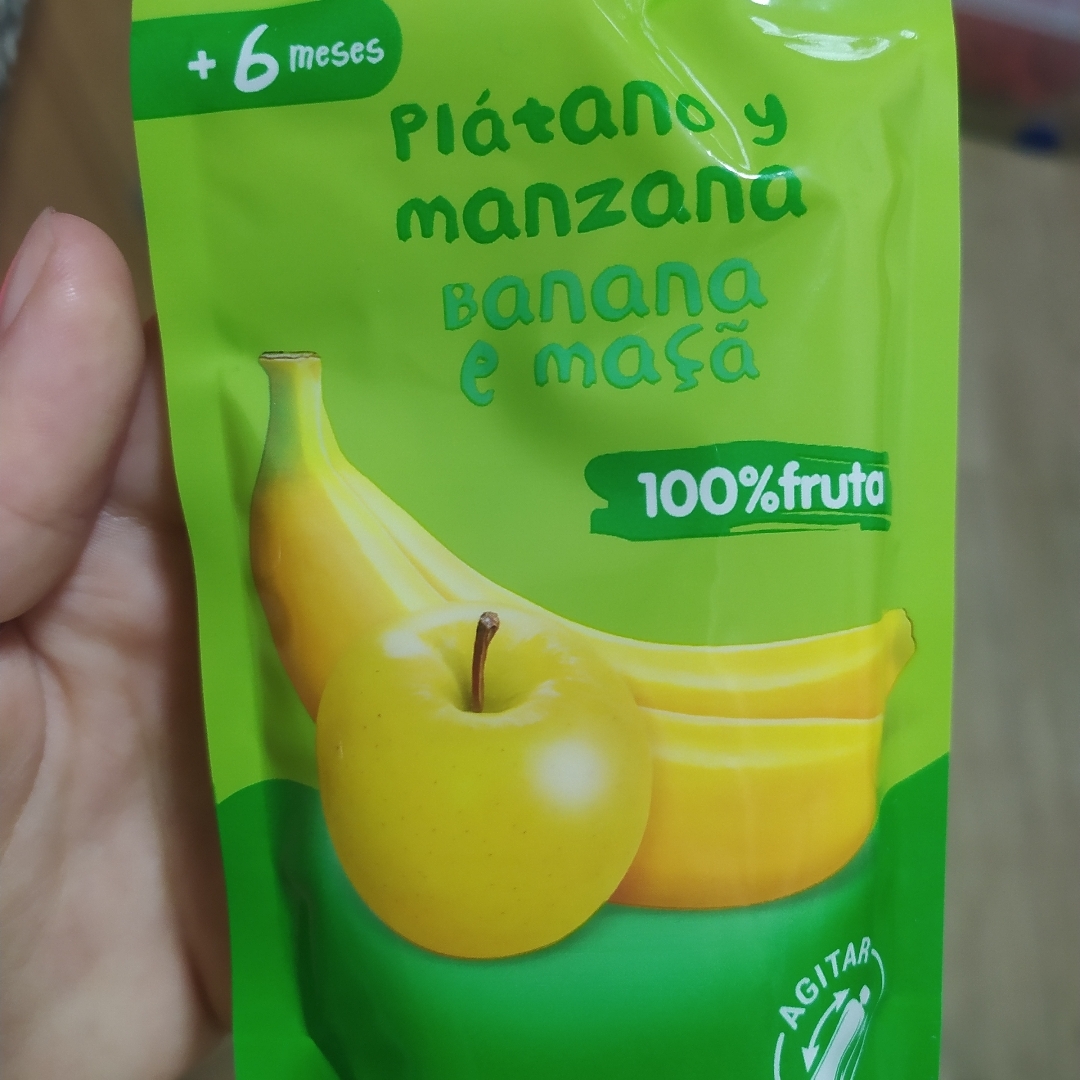 + 6 meses
Plátano y
manzana
Banana
e maçã
100%fruta
AGITAR